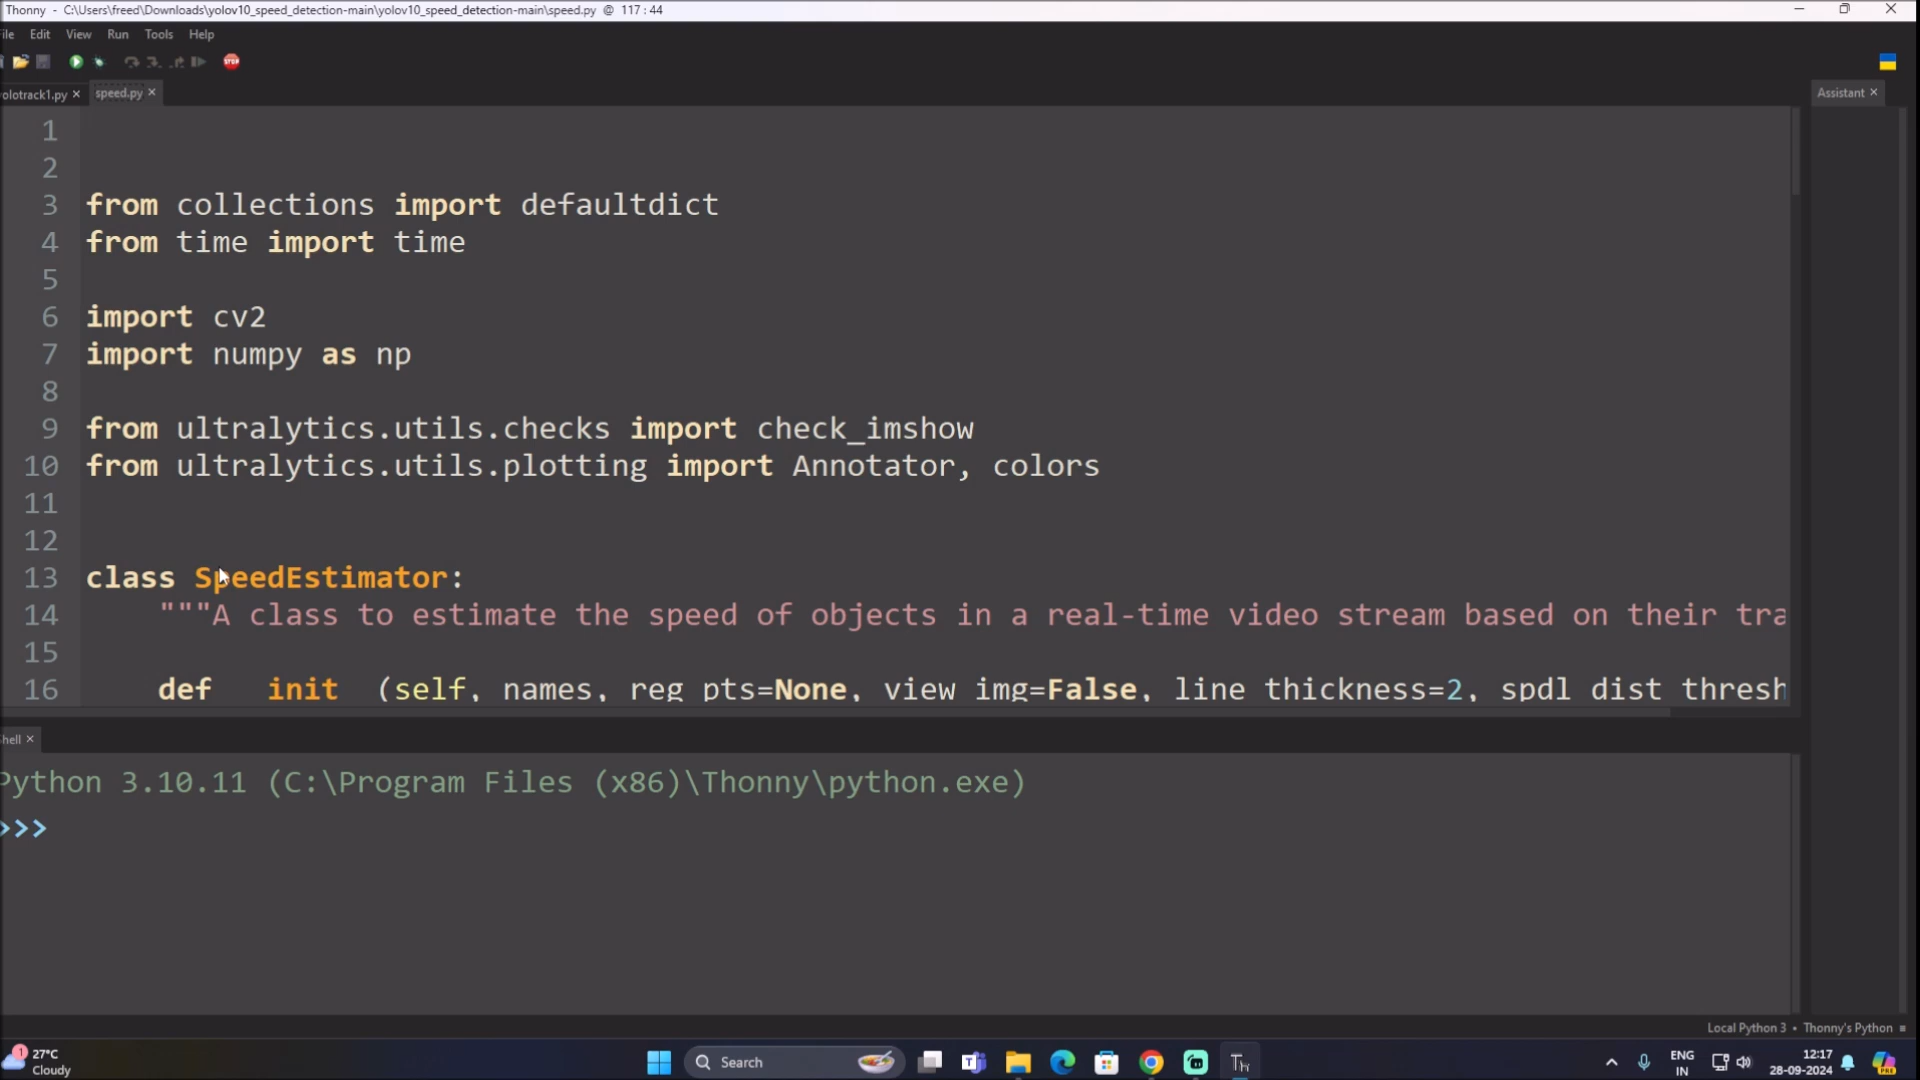 Thonny - C:\Users\freed\Downloads\yolov10_speed_detection-main\yolov10_speed_detection-main\speed.py @ 117 : 44
ile Edit View Run Tools Help
STOP
olotrack1.py × speed.py ×
Assistant ×
1
2
3 from collections import defaultdict
4 from time import time
5
6 import cv2
7 import numpy as np
8
9 from ultralytics.utils.checks import check_imshow
10 from ultralytics.utils.plotting import Annotator, colors
11
12
13 class SpeedEstimator:
14 """A class to estimate the speed of objects in a real-time video stream based on their tra
15
16 def init (self, names, reg pts=None, view img=False, line thickness=2, spdl dist thresh
hell ×
Python 3.10.11 (C:\Program Files (x86)\Thonny\python.exe)
>>>
Local Python 3 • Thonny's Python ≡
1
27°C
Cloudy
Search
Th
ENG
IN
12:17
28-09-2024
PRE